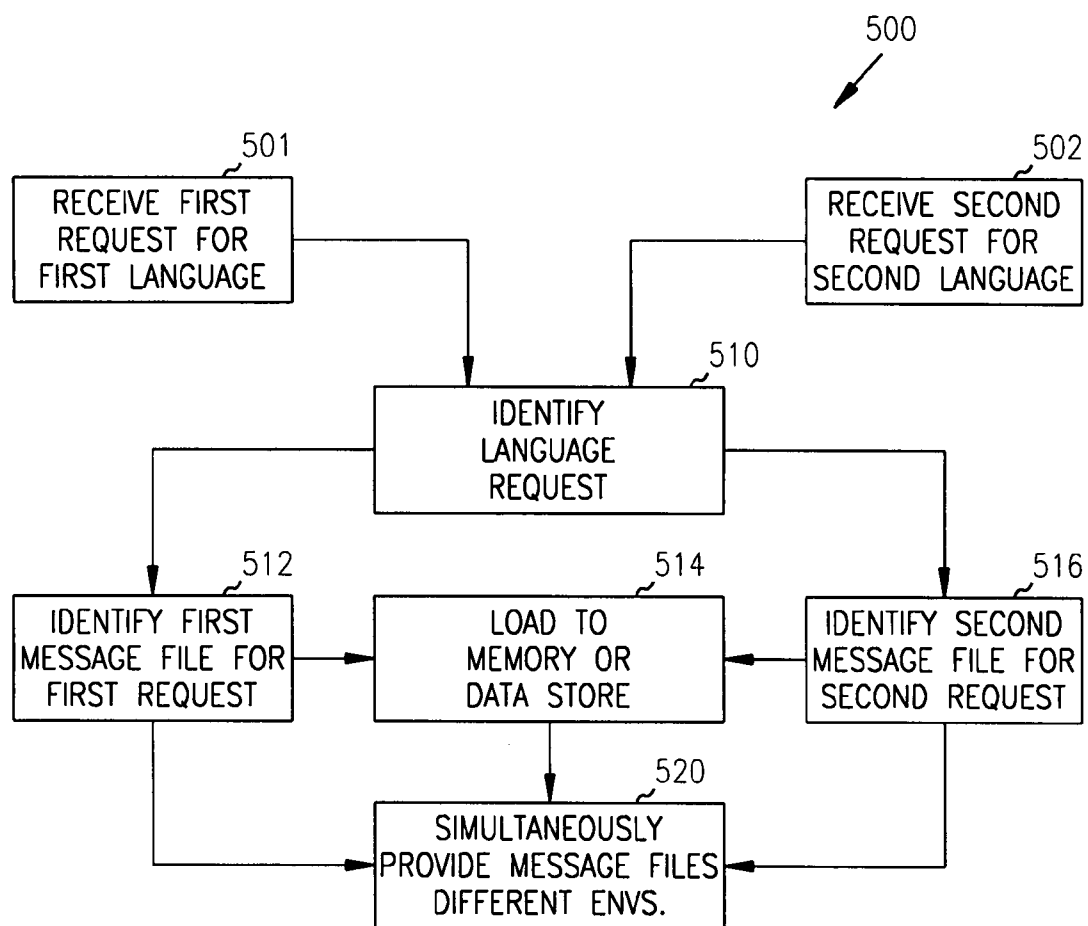 500
501
RECEIVE FIRST
REQUEST FOR
FIRST LANGUAGE
502
RECEIVE SECOND
REQUEST FOR
SECOND LANGUAGE
510
IDENTIFY
LANGUAGE
REQUEST
512
IDENTIFY FIRST
MESSAGE FILE FOR
FIRST REQUEST
514
LOAD TO
MEMORY OR
DATA STORE
516
IDENTIFY SECOND
MESSAGE FILE FOR
SECOND REQUEST
520
SIMULTANEOUSLY
PROVIDE MESSAGE FILES
DIFFERENT ENVS.